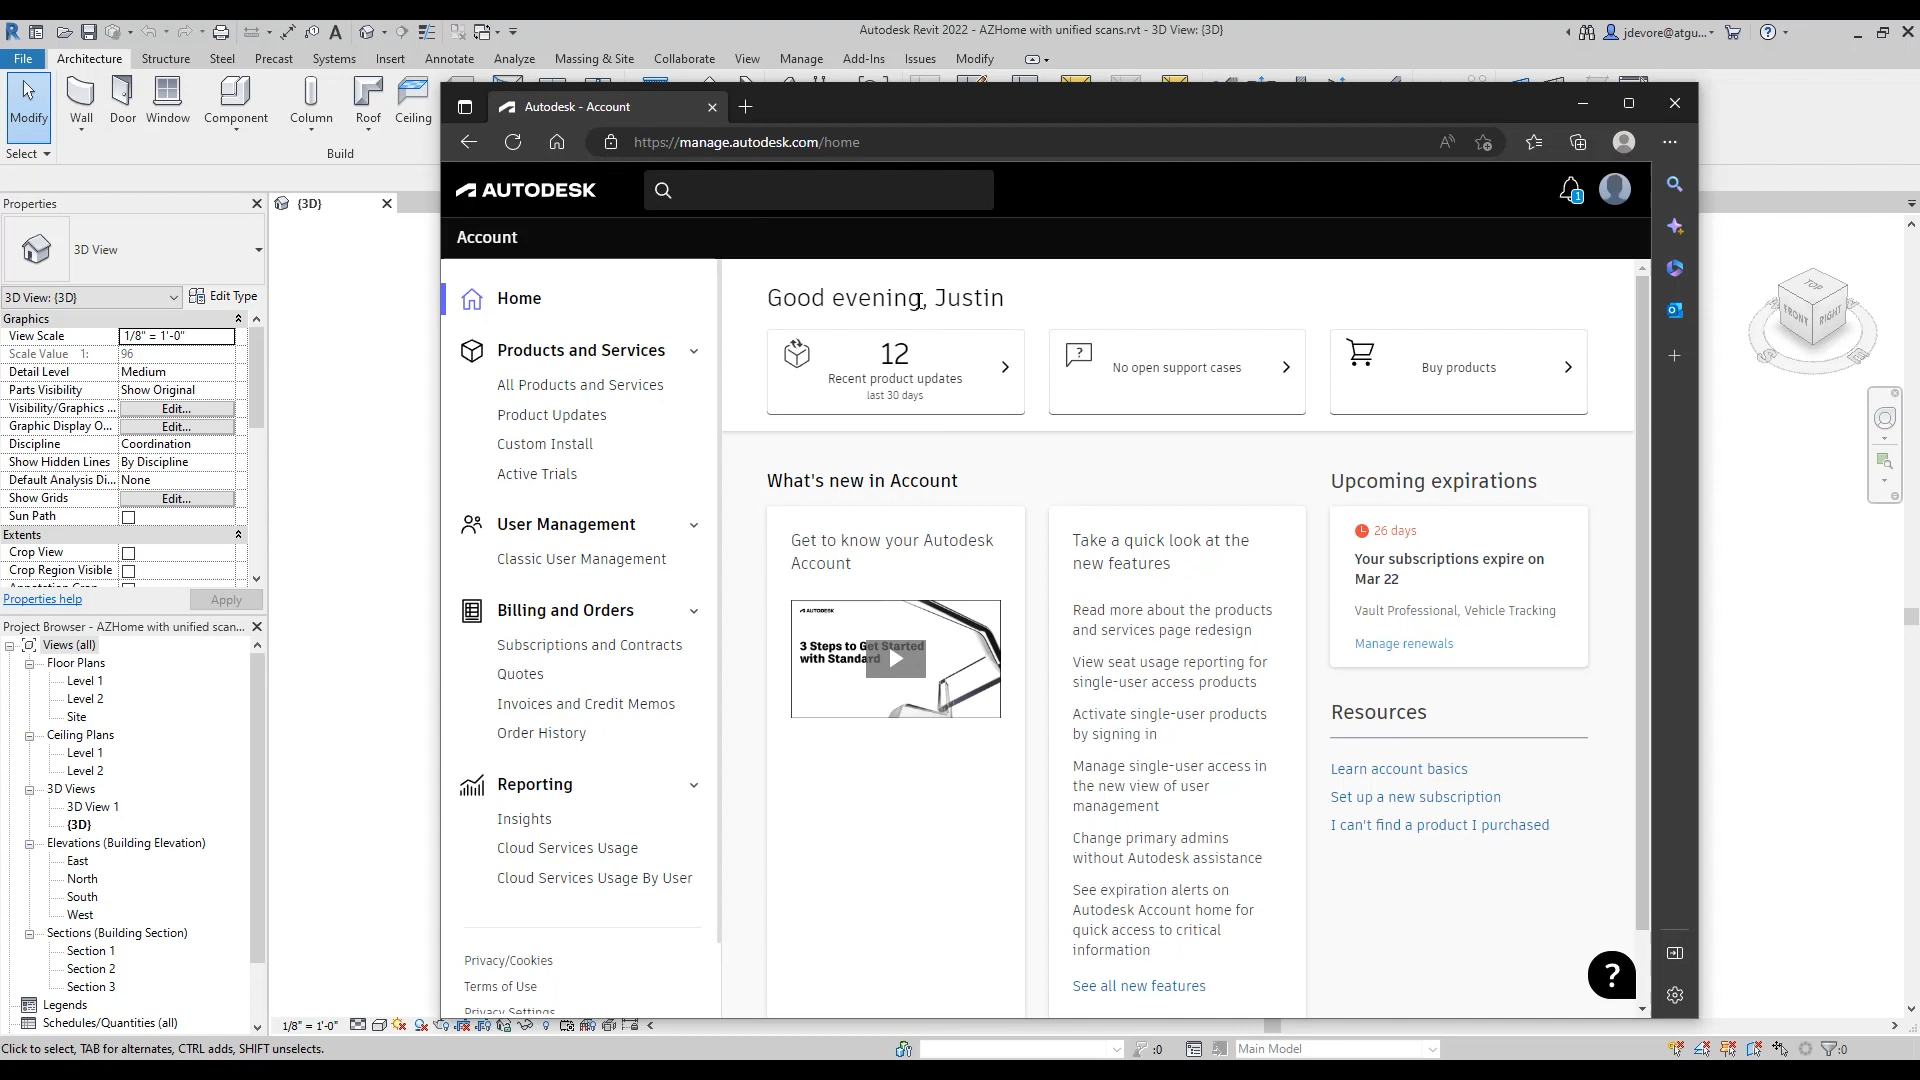 Autodesk Revit 2022 - AZHome with unified scans.rvt - 3D View: {3D}
jdevore@atgu...
File Architecture Structure Steel Precast Systems Insert Annotate Analyze Massing & Site Collaborate View Manage Add-Ins Issues Modify
Modify Wall Door Window Component Column Roof Ceiling
Select Build
Properties
3D View
3D View: {3D} Edit Type
Graphics
View Scale 1/8" = 1'-0"
Scale Value 1: 96
Detail Level Medium
Parts Visibility Show Original
Visibility/Graphics ... Edit...
Graphic Display O... Edit...
Discipline Coordination
Show Hidden Lines By Discipline
Default Analysis Di... None
Show Grids Edit...
Sun Path
Extents
Crop View
Crop Region Visible
Properties help Apply
Project Browser - AZHome with unified scan...
Views (all)
Floor Plans
Level 1
Level 2
Site
Ceiling Plans
Level 1
Level 2
3D Views
3D View 1
{3D}
Elevations (Building Elevation)
East
North
South
West
Sections (Building Section)
Section 1
Section 2
Section 3
Legends
Schedules/Quantities (all)
{3D}
Autodesk - Account
https://manage.autodesk.com/home
AUTODESK
1
Account
Home
Products and Services
All Products and Services
Product Updates
Custom Install
Active Trials
User Management
Classic User Management
Billing and Orders
Subscriptions and Contracts
Quotes
Invoices and Credit Memos
Order History
Reporting
Insights
Cloud Services Usage
Cloud Services Usage By User
Privacy/Cookies
Terms of Use
Privacy Settings
Good evening, Justin
12
Recent product updates
last 30 days
No open support cases
Buy products
What's new in Account
Get to know your Autodesk
Account
AUTODESK
3 Steps to Get Started
with Standard
Take a quick look at the
new features
Read more about the products
and services page redesign
View seat usage reporting for
single-user access products
Activate single-user products
by signing in
Manage single-user access in
the new view of user
management
Change primary admins
without Autodesk assistance
See expiration alerts on
Autodesk Account home for
quick access to critical
information
See all new features
Upcoming expirations
26 days
Your subscriptions expire on
Mar 22
Vault Professional, Vehicle Tracking
Manage renewals
Resources
Learn account basics
Set up a new subscription
I can't find a product I purchased
?
TOP
FRONT RIGHT
S E
1/8" = 1'-0"
Click to select, TAB for alternates, CTRL adds, SHIFT unselects.
:0 Main Model :0